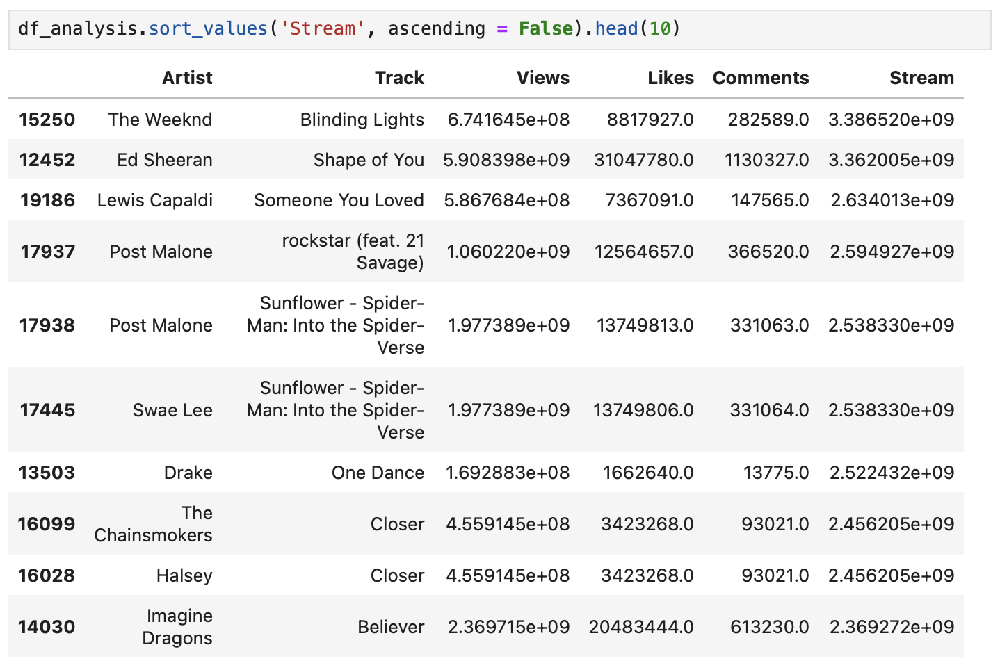 df_analysis.sort_values('Stream', ascending = False).head(10)
Artist Track Views Likes Comments Stream
15250 The Weeknd Blinding Lights 6.741645e+08 8817927.0 282589.0 3.386520e+09
12452 Ed Sheeran Shape of You 5.908398e+09 31047780.0 1130327.0 3.362005e+09
19186 Lewis Capaldi Someone You Loved 5.867684e+08 7367091.0 147565.0 2.634013e+09
rockstar (feat. 21
17937 Post Malone 1.060220e+09 12564657.0 366520.0 2.594927e+09
Savage)
Sunflower - Spider-
17938 Post Malone Man: Into the Spider- 1.977389e+09 13749813.0 331063.0 2.538330e+09
Verse
Sunflower - Spider-
17445 Swae Lee Man: Into the Spider- 1.977389e+09 13749806.0 331064.0 2.538330e+09
Verse
13503 Drake One Dance 1.692883e+08 1662640.0 13775.0 2.522432e+09
The
16099 Closer 4.559145e+08 3423268.0 93021.0 2.456205e+09
Chainsmokers
16028 Halsey Closer 4.559145e+08 3423268.0 93021.0 2.456205e+09
Imagine
14030 Believer 2.369715e+09 20483444.0 613230.0 2.369272e+09
Dragons